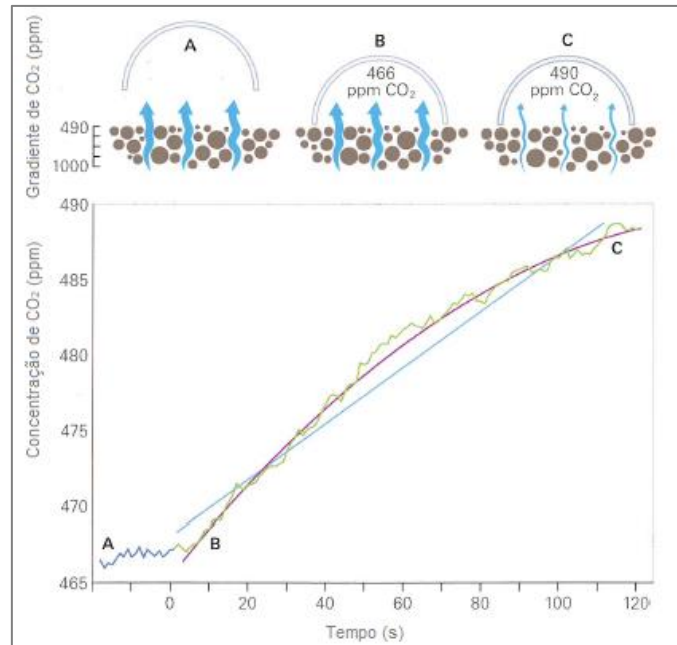 Gradiente de CO₂ (ppm)
490
1000
A
B
466
ppm CO₂
C
490
ppm CO₂
Concentração de CO₂ (ppm)
490
485
480
475
470
465
A
B
C
0
20
40
60
80
100
120
Tempo (s)